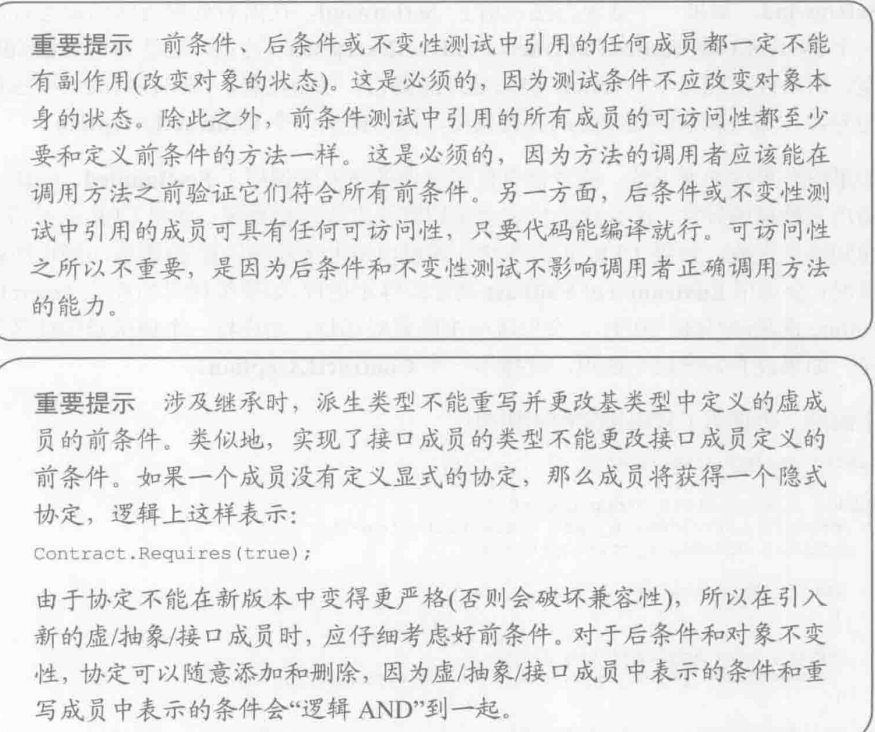 重要提示 前条件、后条件或不变性测试中引用的任何成员都一定不能
有副作用(改变对象的状态)。这是必须的，因为测试条件不应改变对象本
身的状态。除此之外，前条件测试中引用的所有成员的可访问性都至少
要和定义前条件的方法一样。这是必须的，因为方法的调用者应该能在
调用方法之前验证它们符合所有前条件。另一方面，后条件或不变性测
试中引用的成员可具有任何可访问性，只要代码能编译就行。可访问性
之所以不重要，是因为后条件和不变性测试不影响调用者正确调用方法
的能力。
重要提示 涉及继承时，派生类型不能重写并更改基类型中定义的虚成
员的前条件。类似地，实现了接口成员的类型不能更改接口成员定义的
前条件。如果一个成员没有定义显式的协定，那么成员将获得一个隐式
协定，逻辑上这样表示：
Contract.Requires(true);
由于协定不能在新版本中变得更严格(否则会破坏兼容性)，所以在引入
新的虚/抽象/接口成员时，应仔细考虑好前条件。对于后条件和对象不变
性，协定可以随意添加和删除，因为虚/抽象/接口成员中表示的条件和重
写成员中表示的条件会“逻辑 AND”到一起。